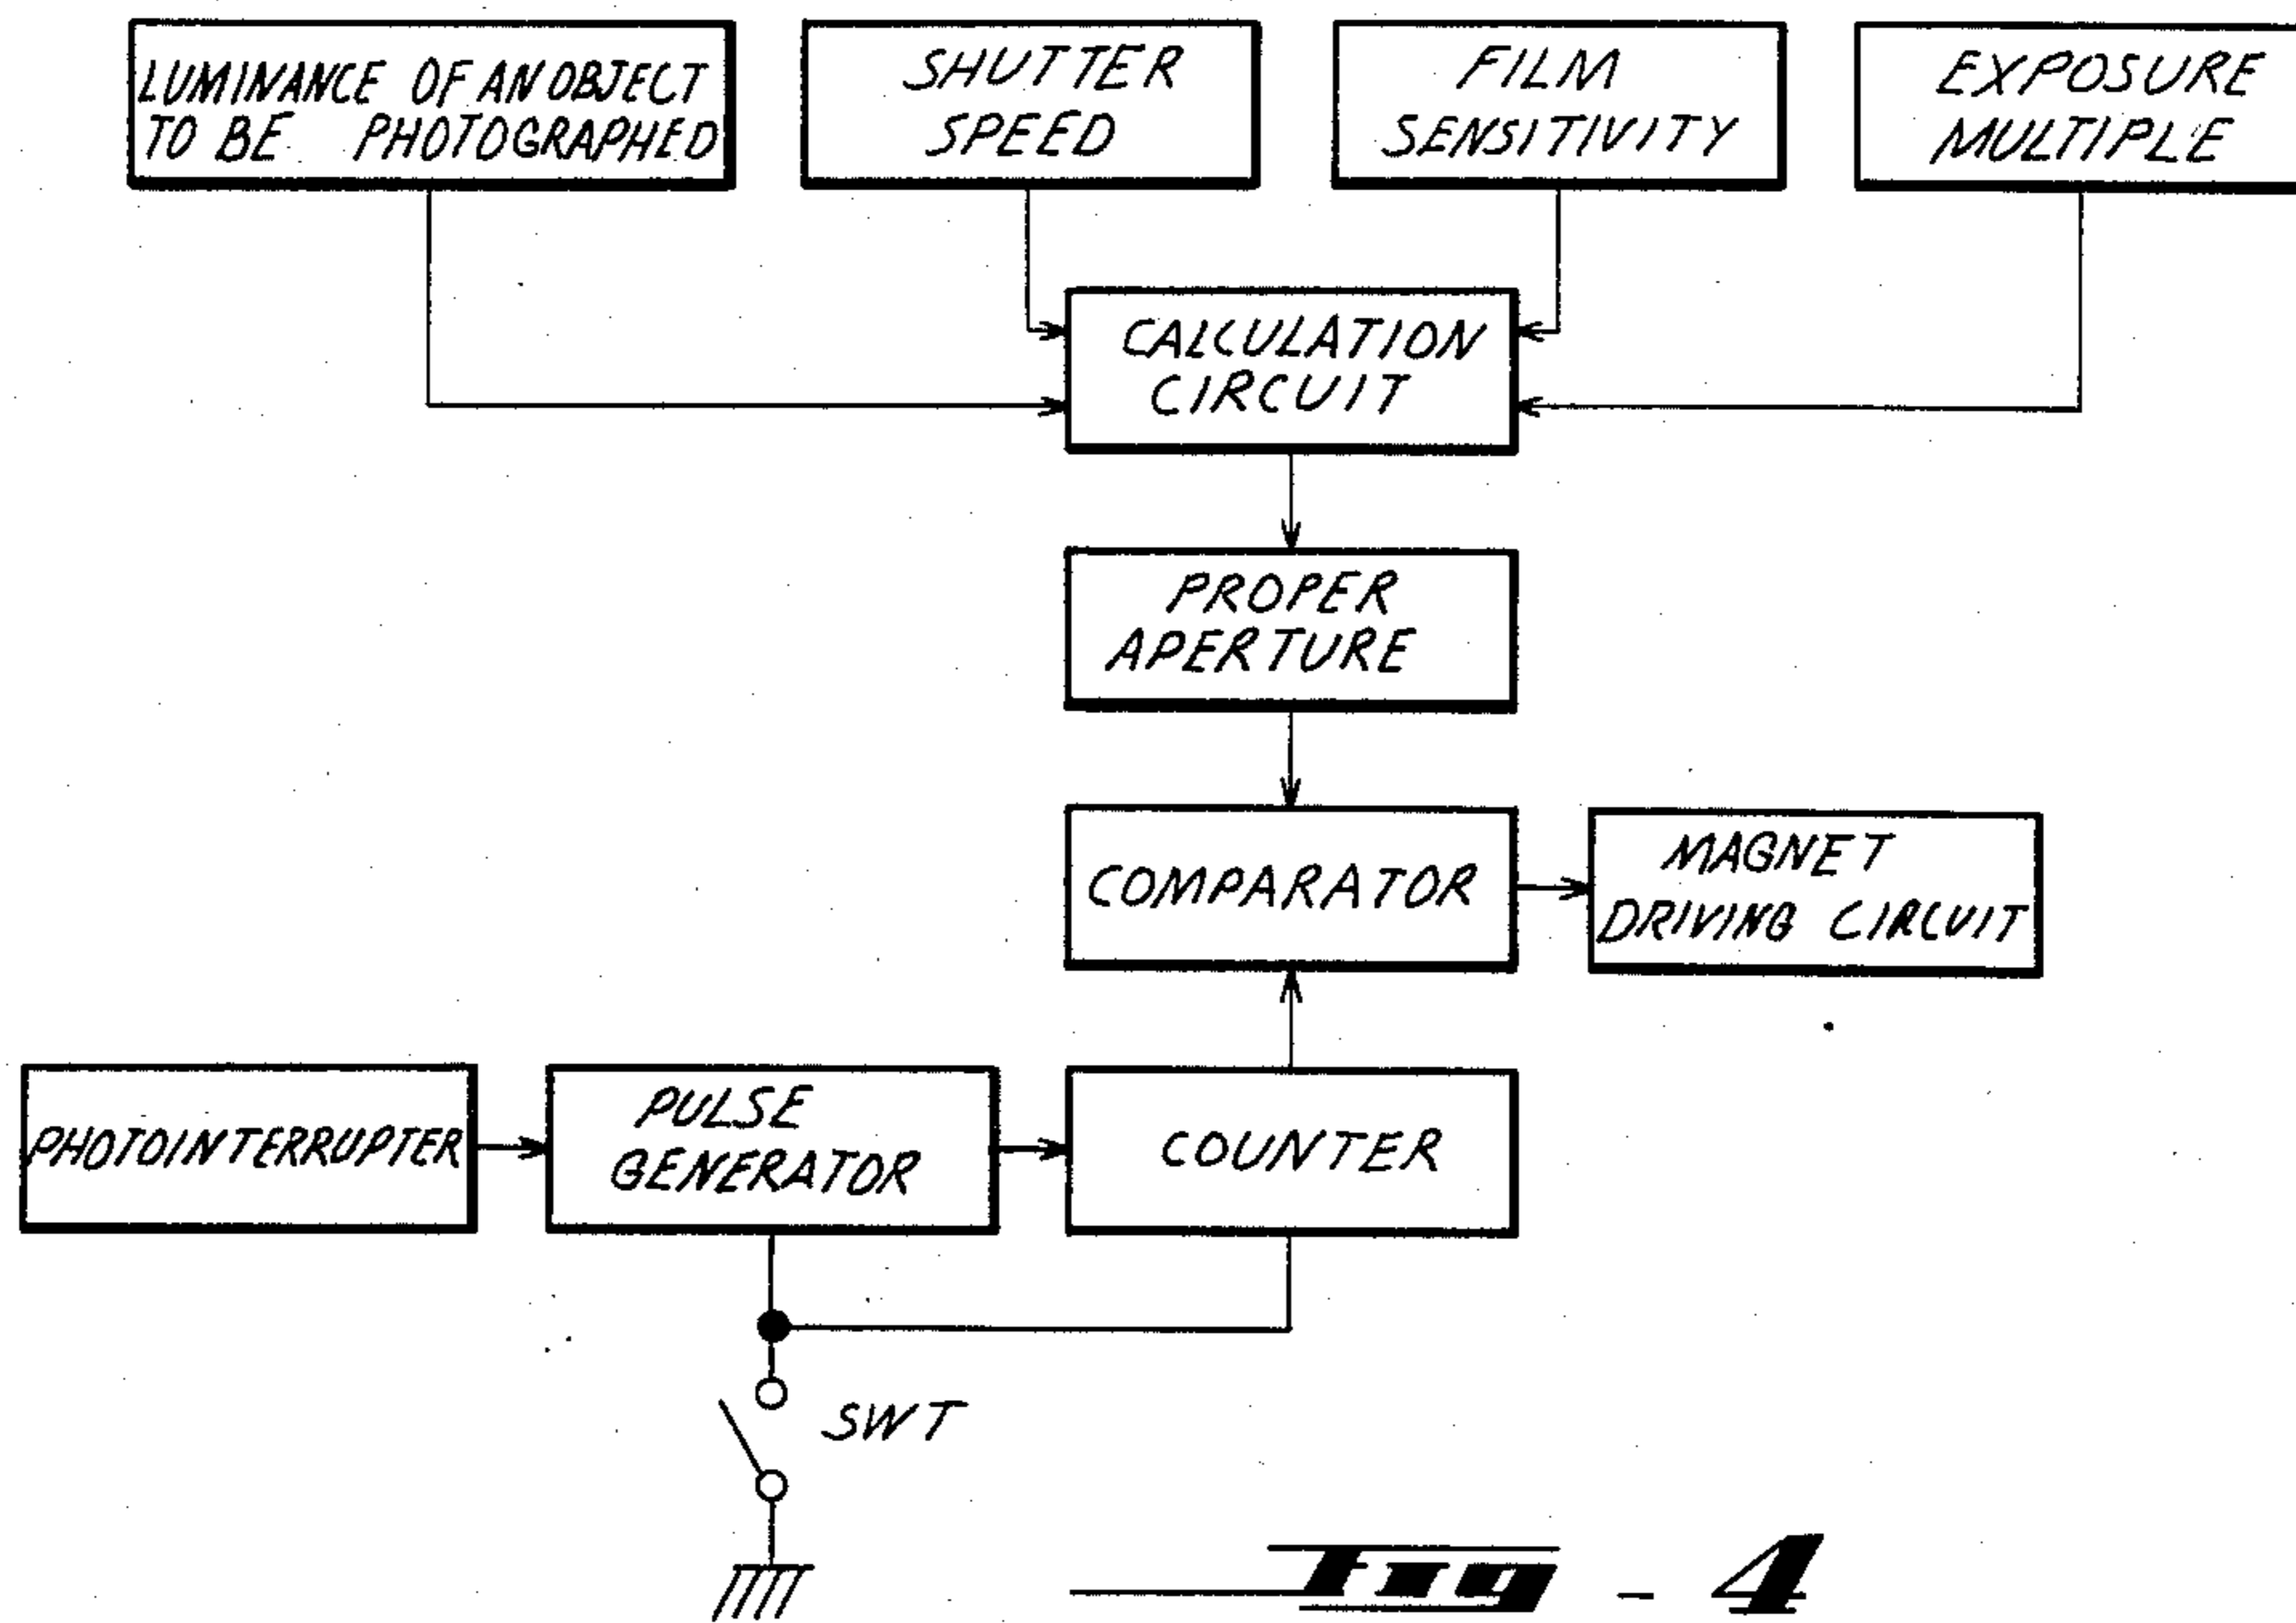 LUMINANCE OF AN OBJECT
TO BE PHOTOGRAPHED
SHUTTER
SPEED
FILM
SENSITIVITY
EXPOSURE
MULTIPLE
CALCULATION
CIRCUIT
PROPER
APERTURE
COMPARATOR
MAGNET
DRIVING CIRCUIT
PHOTOINTERRUPTER
PULSE
GENERATOR
COUNTER
SWT
Fig - 4